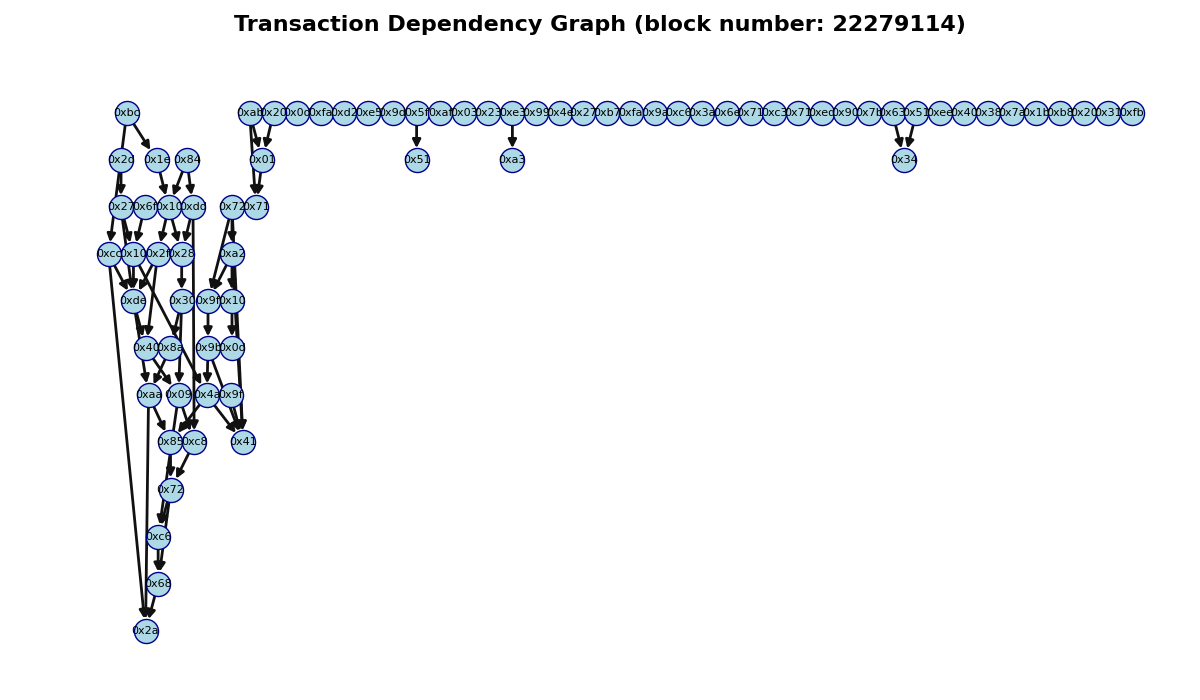 Transaction Dependency Graph (block number: 22279114)
0xbc 0xab 0x20 0x0d 0xfa 0xd2 0xe5 0x9d 0x5f 0xaf 0x03 0x23 0xe3 0x99 0x4e 0x27 0xb7 0xfa 0x9a 0xc6 0x3a 0x6e 0x71 0xc3 0x71 0xed 0x90 0x7b 0x63 0x51 0xee 0x40 0x38 0x7a 0x1b 0xb8 0x20 0x31 0xfb
0x2d 0x1e 0x84 0x01 0x51 0xa3 0x34
0x27 0x6f 0x10 0xdd 0x72 0x71
0xcc 0x10 0x2f 0x28 0xa2
0xde 0x30 0x9f 0x10
0x40 0x8a 0x9b 0x0d
0xaa 0x09 0x4a 0x9f
0x85 0xc8 0x41
0x72
0xc6
0x68
0x2a